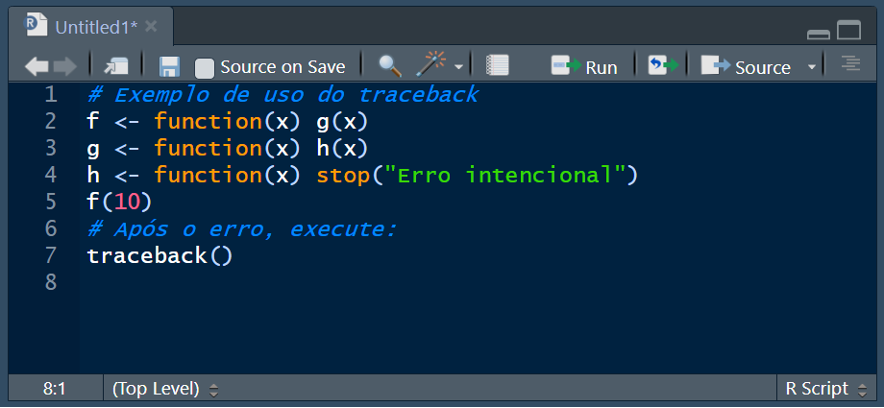 Untitled1*
Source on Save
Run
Source
1 # Exemplo de uso do traceback
2 f <- function(x) g(x)
3 g <- function(x) h(x)
4 h <- function(x) stop("Erro intencional")
5 f(10)
6 # Após o erro, execute:
7 traceback()
8
8:1 (Top Level) R Script